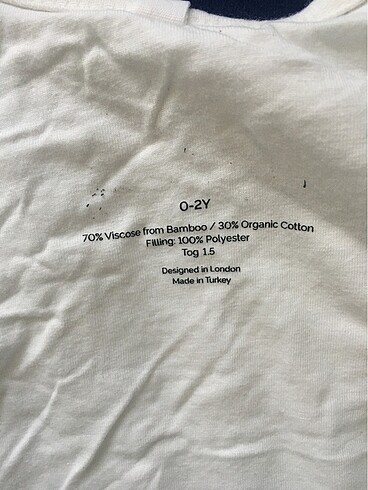 0-2Y
70% Viscose from Bamboo / 30% Organic Cotton
Filling: 100% Polyester
Tog 1.5
Designed in London
Made in Turkey